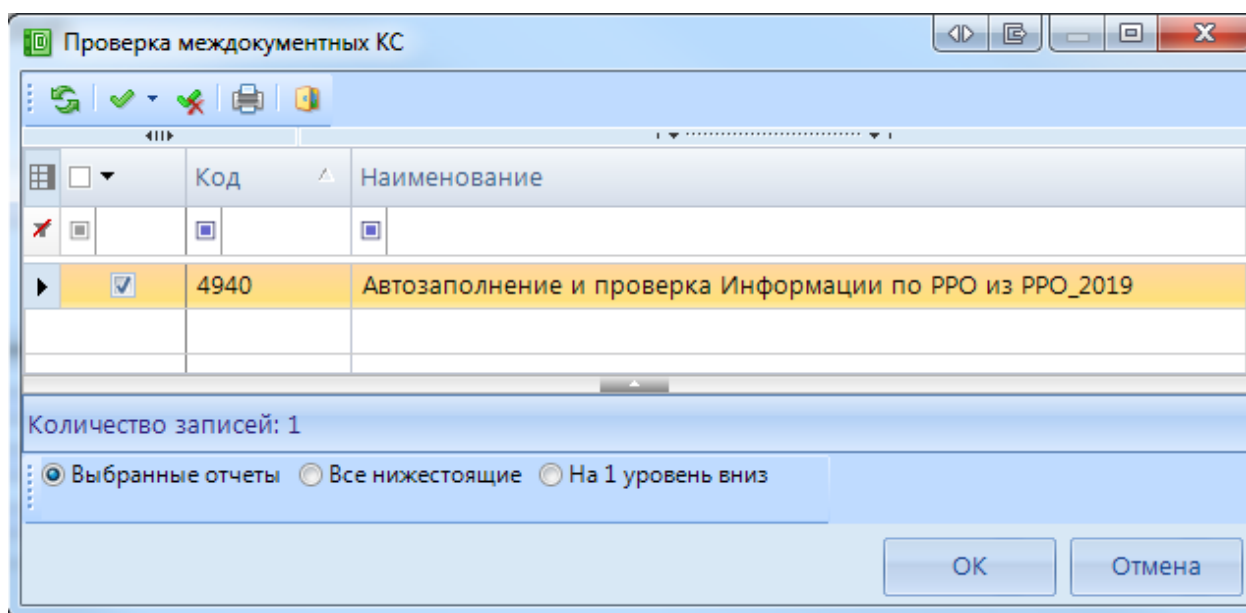 Проверка междокументных КС
Код Наименование
4940 Автозаполнение и проверка Информации по РРО из РРО_2019
Количество записей: 1
Выбранные отчеты Все нижестоящие На 1 уровень вниз
ОК Отмена